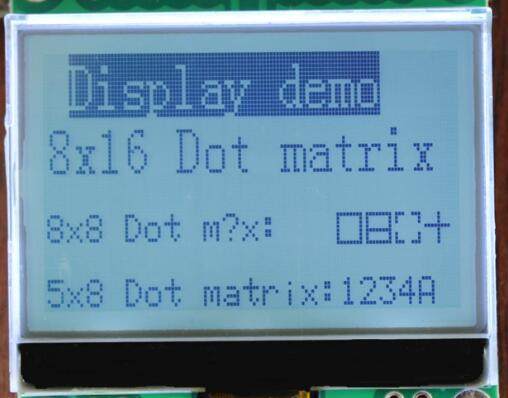 Display demo
8x16 Dot matrix
8x8 Dot m?x:
5x8 Dot matrix:1234A